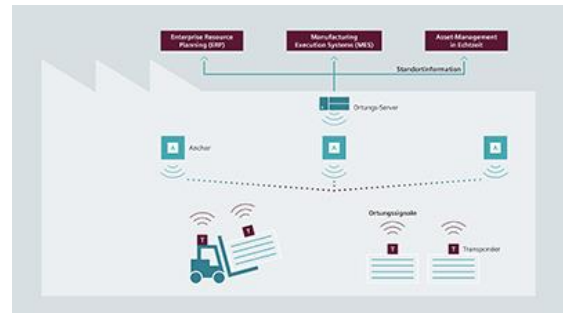 Enterprise Resource
Planning (ERP)
Manufacturing
Execution Systems (MES)
Asset-Management
in Echtzeit
Standortinformation
Ortungs-Server
A
Anchor
A
A
Ortungssignale
T
T
T
T
Transponder